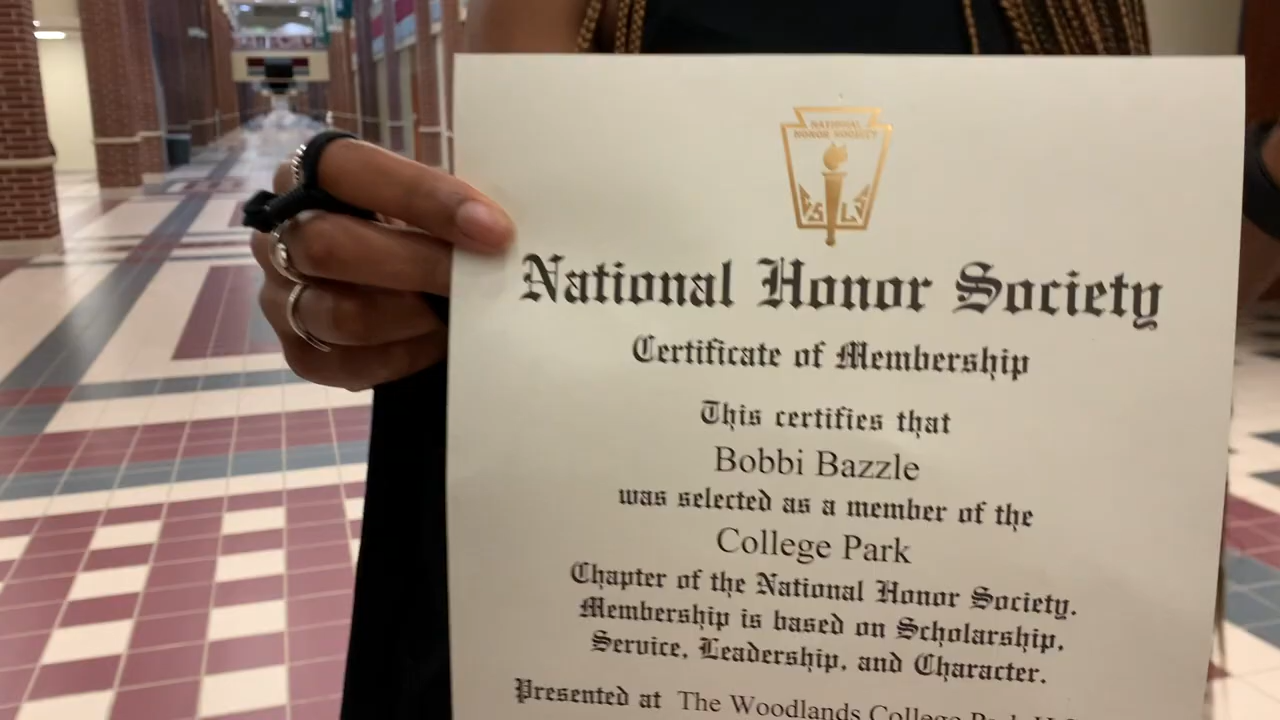 NATIONAL
HONOR SOCIETY
S L
National Honor Society
Certificate of Membership
This certifies that
Bobbi Bazzle
was selected as a member of the
College Park
Chapter of the National Honor Society.
Membership is based on Scholarship,
Service, Leadership, and Character.
Presented at The Woodlands College Park